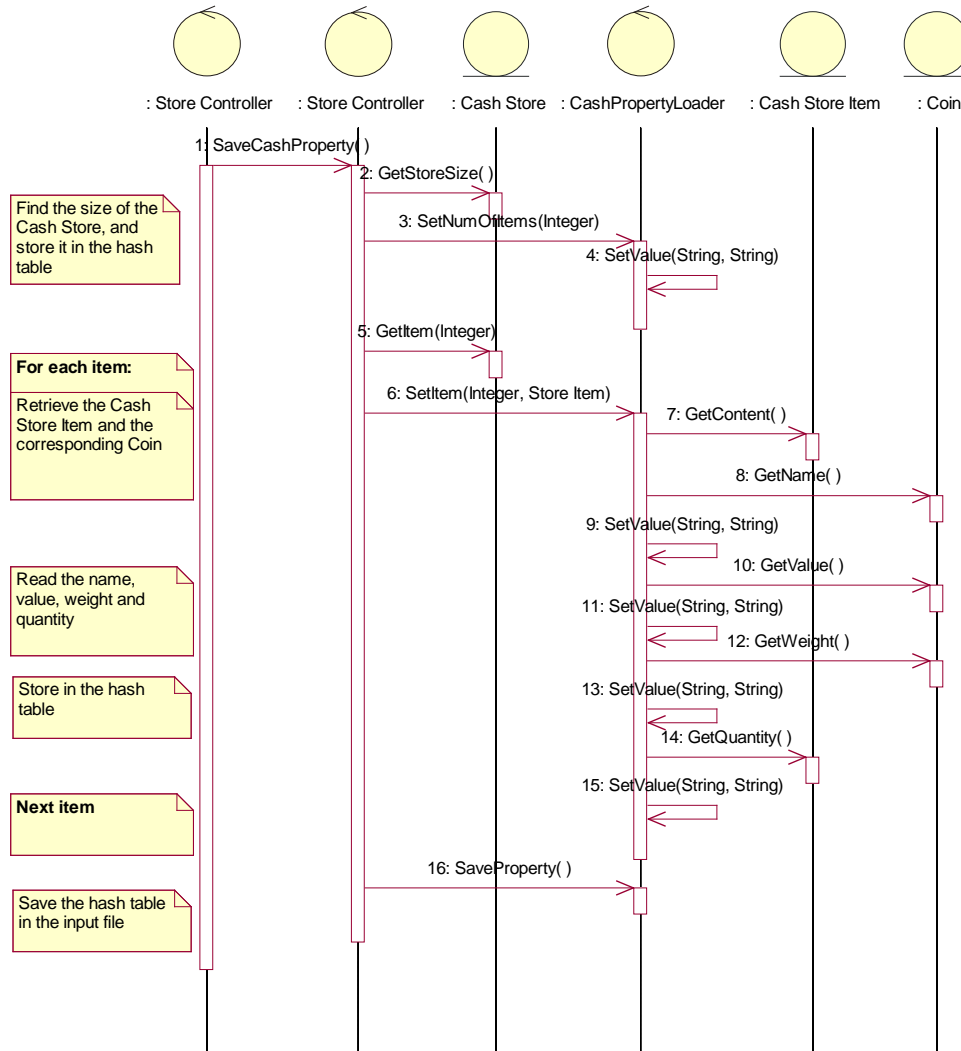 : Store Controller
: Store Controller
: Cash Store
: CashPropertyLoader
: Cash Store Item
: Coin
1: SaveCashProperty( )
2: GetStoreSize( )
Find the size of the
Cash Store, and
store it in the hash
table
3: SetNumOfItems(Integer)
4: SetValue(String, String)
5: GetItem(Integer)
For each item:
Retrieve the Cash
Store Item and the
corresponding Coin
6: SetItem(Integer, Store Item)
7: GetContent( )
8: GetName( )
9: SetValue(String, String)
10: GetValue( )
Read the name,
value, weight and
quantity
11: SetValue(String, String)
12: GetWeight( )
Store in the hash
table
13: SetValue(String, String)
14: GetQuantity( )
15: SetValue(String, String)
Next item
16: SaveProperty( )
Save the hash table
in the input file